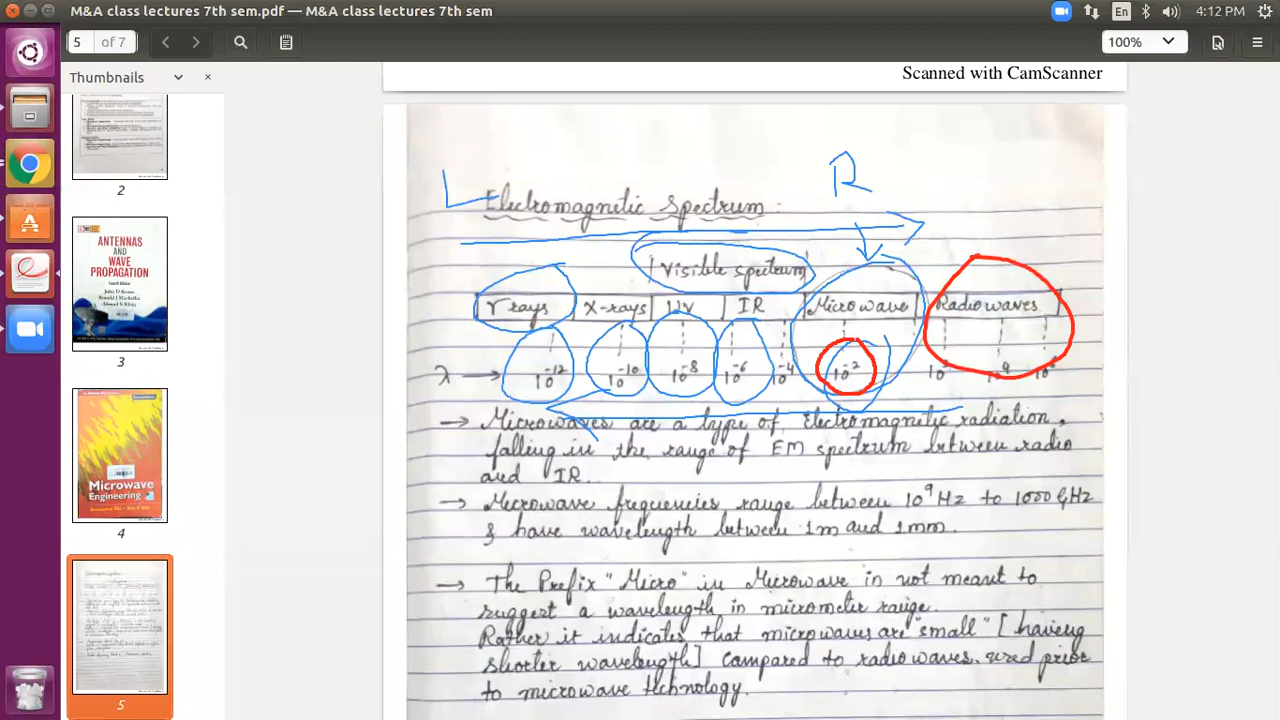 M&A class lectures 7th sem.pdf — M&A class lectures 7th sem
En
4:12 PM
5 of 7
100%
Thumbnails
2
ANTENNAS
AND
WAVE
PROPAGATION
3
Microwave
Engineering
4
5
Scanned with CamScanner
R
L
Electromagnetic Spectrum :
Visible spectrum
γ rays X-rays UV IR Microwave Radiowaves
λ → 10-12 10-10 10-8 10-6 10-4 10-2
→ Microwaves are a type of Electromagnetic radiation,
falling in the range of EM spectrum between radio
and IR.
→ Microwave frequencies range between 10^9 Hz to 1000 GHz
& have wavelength between 1m and 1mm.
→ The Prefix "Micro" in Microwave in not meant to
suggest a wavelength in micrometer range.
Rather it indicates that microwaves are "small" [having
shorter wavelength] compared to radiowaves used prior
to microwave technology.